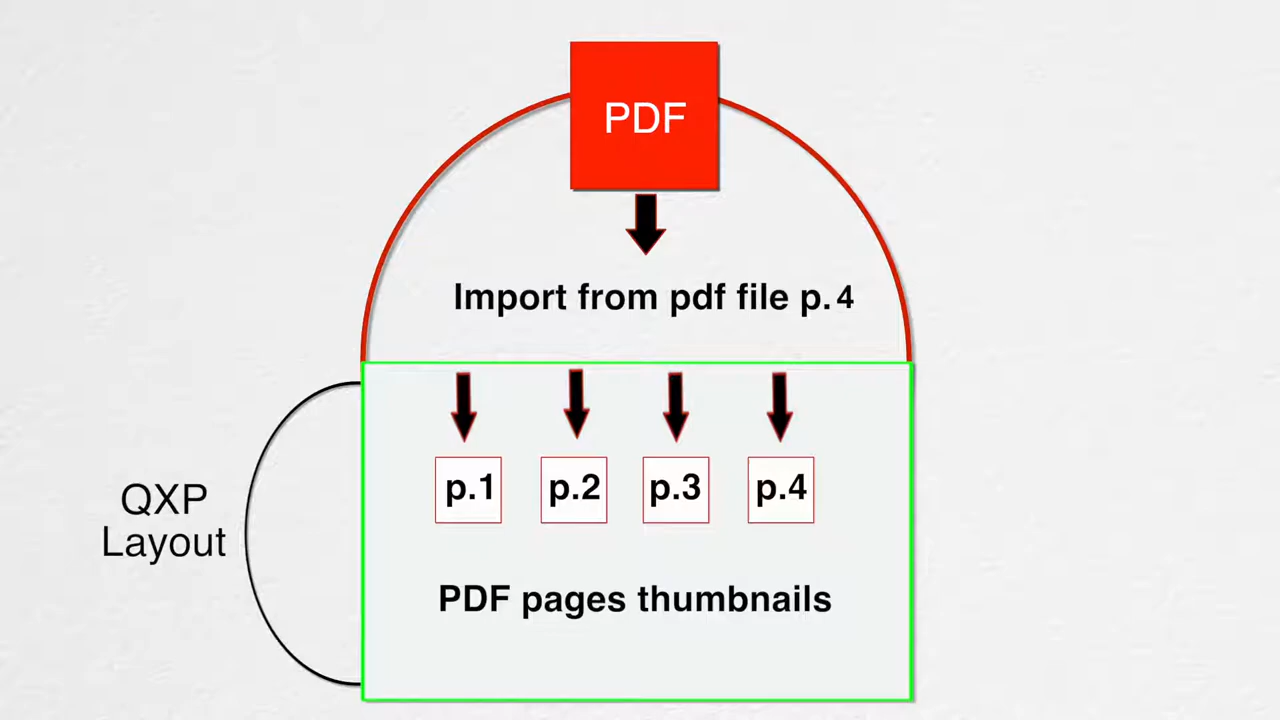 PDF
Import from pdf file p. 4
p.1 p.2 p.3 p.4
QXP
Layout
PDF pages thumbnails